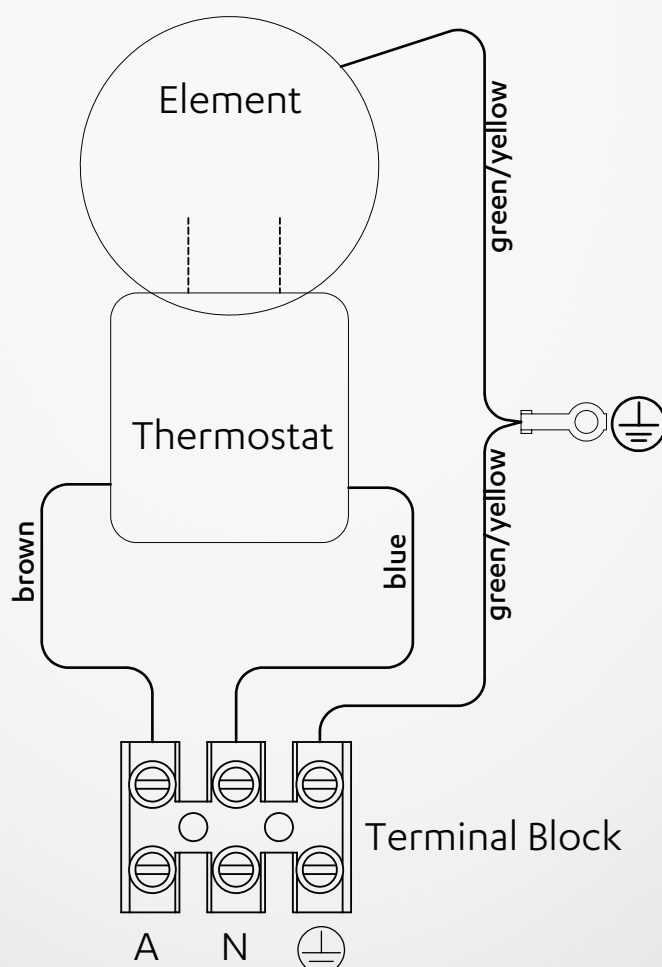 Element
green/yellow
Thermostat
brown
blue
green/yellow
Terminal Block
A
N